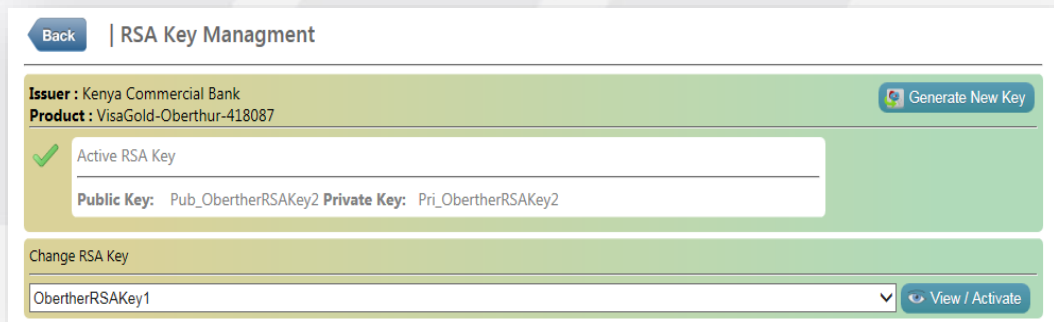 Back | RSA Key Managment
Issuer : Kenya Commercial Bank
Generate New Key
Product : VisaGold-Oberthur-418087
Active RSA Key
Public Key: Pub_ObertherRSAKey2 Private Key: Pri_ObertherRSAKey2
Change RSA Key
ObertherRSAKey1
View / Activate